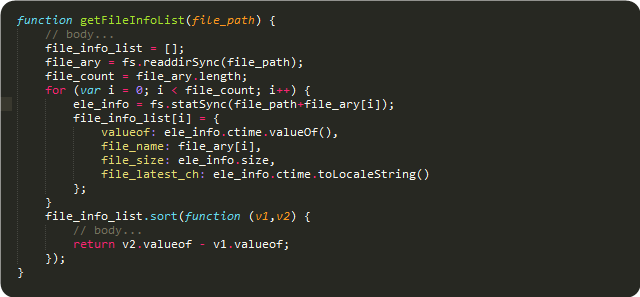 function getFileInfoList(file_path) {
    // body...
    file_info_list = [];
    file_ary = fs.readdirSync(file_path);
    file_count = file_ary.length;
    for (var i = 0; i < file_count; i++) {
        ele_info = fs.statSync(file_path+file_ary[i]);
        file_info_list[i] = {
            valueof: ele_info.ctime.valueOf(),
            file_name: file_ary[i],
            file_size: ele_info.size,
            file_latest_ch: ele_info.ctime.toLocaleString()
        };
    }
    file_info_list.sort(function (v1,v2) {
        // body...
        return v2.valueof - v1.valueof;
    });
}